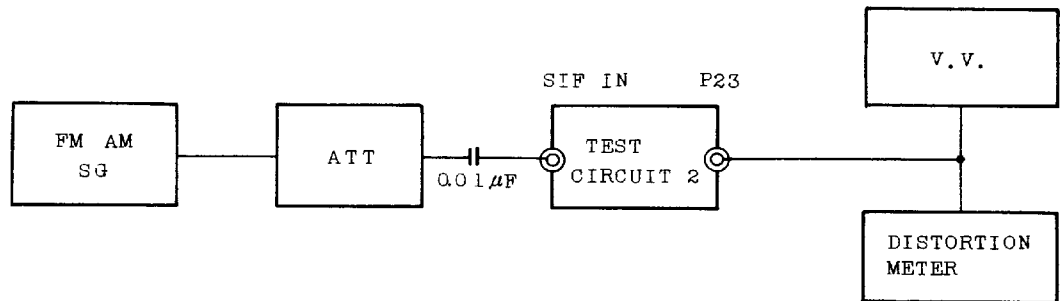 FM AM
SG
ATT
0.01μF
SIF IN
P23
TEST
CIRCUIT 2
V.V.
DISTORTION
METER